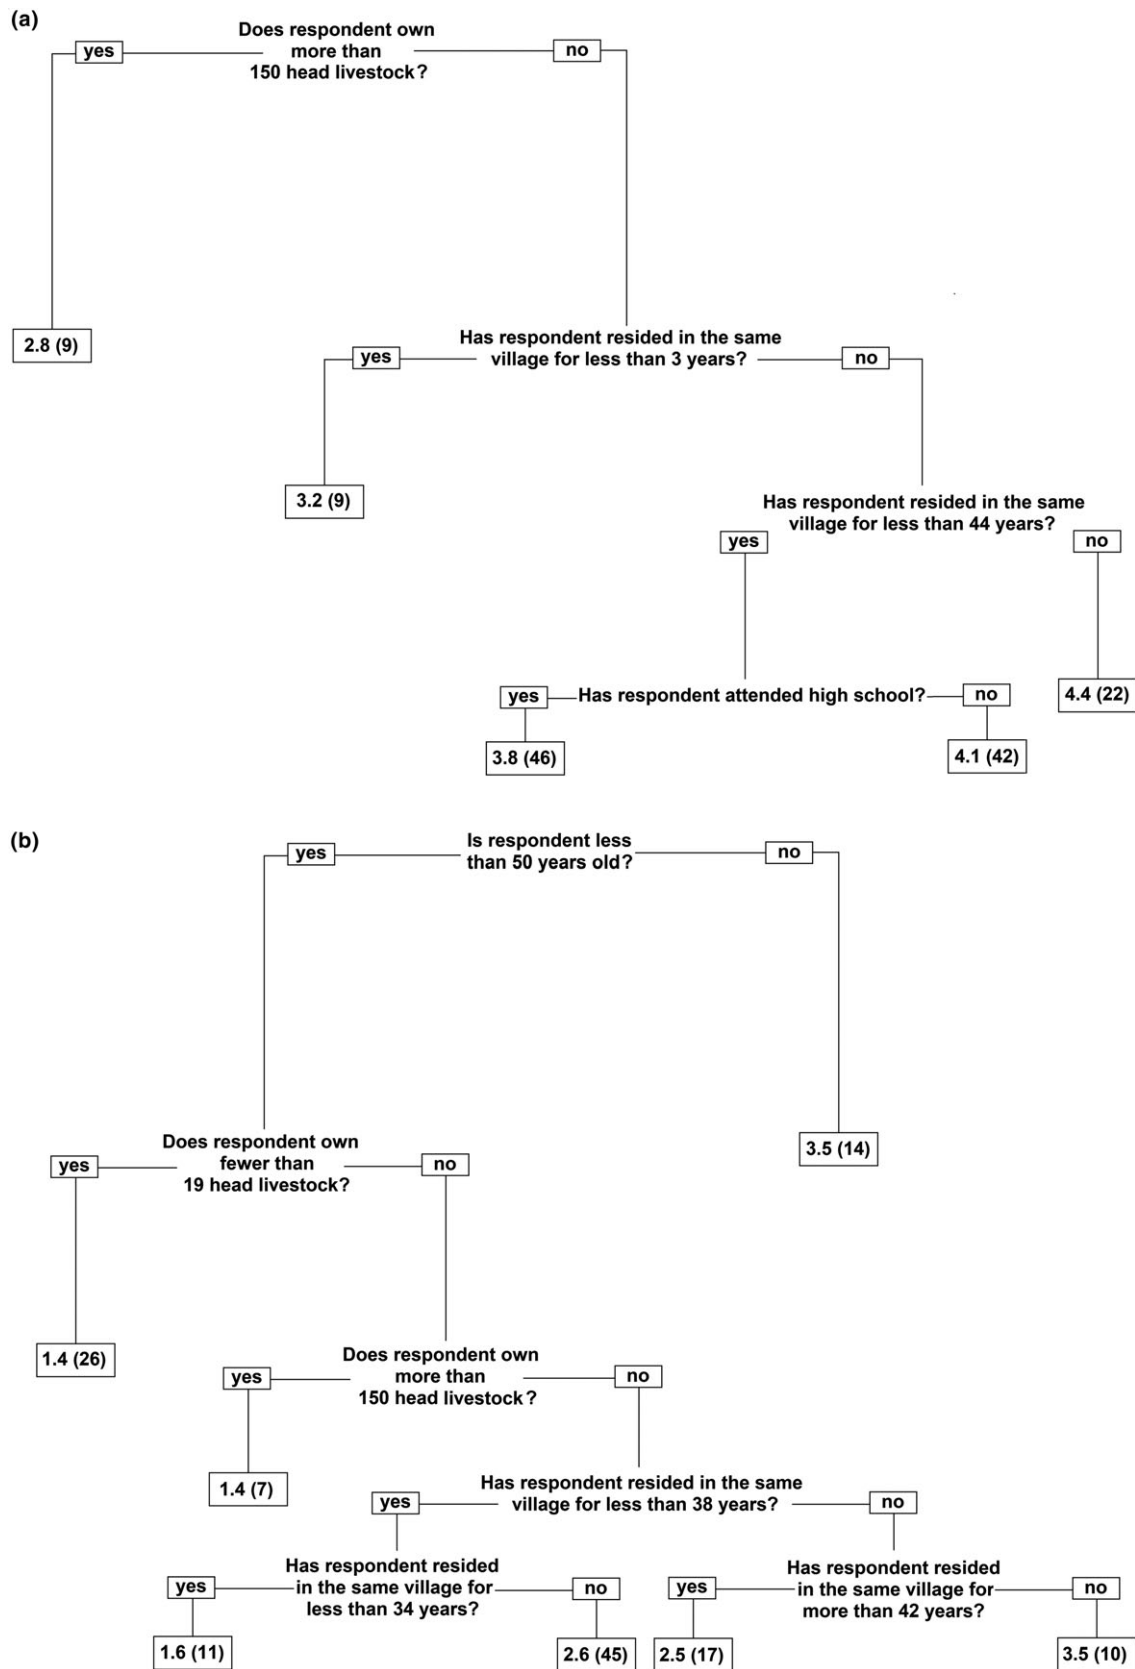 (a)
Does respondent own
more than
150 head livestock?
yes
no
2.8 (9)
Has respondent resided in the same
village for less than 3 years?
yes
no
3.2 (9)
Has respondent resided in the same
village for less than 44 years?
yes
no
Has respondent attended high school?
yes
no
4.4 (22)
3.8 (46)
4.1 (42)
(b)
Is respondent less
than 50 years old?
yes
no
Does respondent own
fewer than
19 head livestock?
yes
no
3.5 (14)
1.4 (26)
Does respondent own
more than
150 head livestock?
yes
no
1.4 (7)
Has respondent resided in the same
village for less than 38 years?
yes
no
Has respondent resided
in the same village for
less than 34 years?
yes
no
Has respondent resided
in the same village for
more than 42 years?
yes
no
1.6 (11)
2.6 (45)
2.5 (17)
3.5 (10)